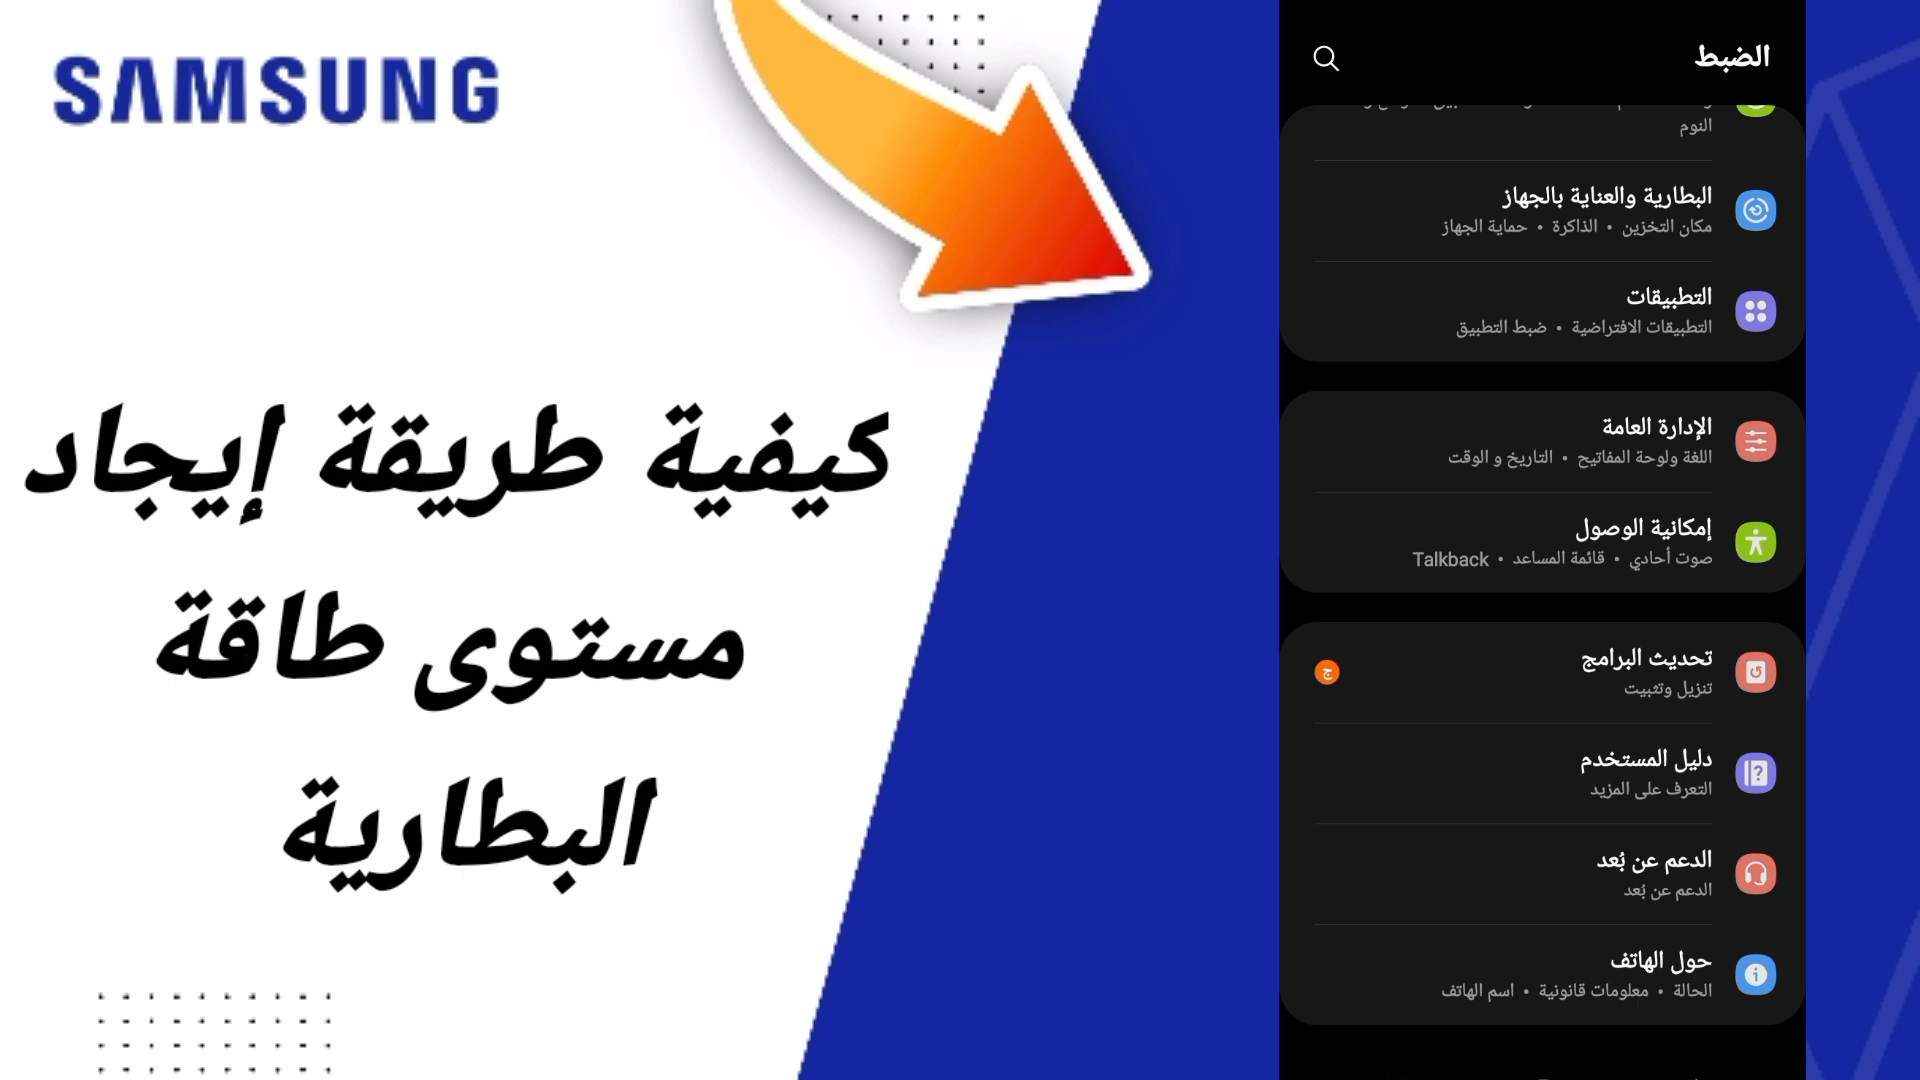 SAMSUNG
كيفية طريقة إيجاد
مستوى طاقة
البطارية
الضبط
النوم
البطارية والعناية بالجهاز
مكان التخزين • الذاكرة • حماية الجهاز
التطبيقات
التطبيقات الافتراضية • ضبط التطبيق
الإدارة العامة
اللغة ولوحة المفاتيح • التاريخ و الوقت
إمكانية الوصول
صوت أحادي • قائمة المساعد • Talkback
تحديث البرامج
تنزيل وتثبيت
ج
دليل المستخدم
التعرف على المزيد
الدعم عن بُعد
الدعم عن بُعد
حول الهاتف
الحالة • معلومات قانونية • اسم الهاتف